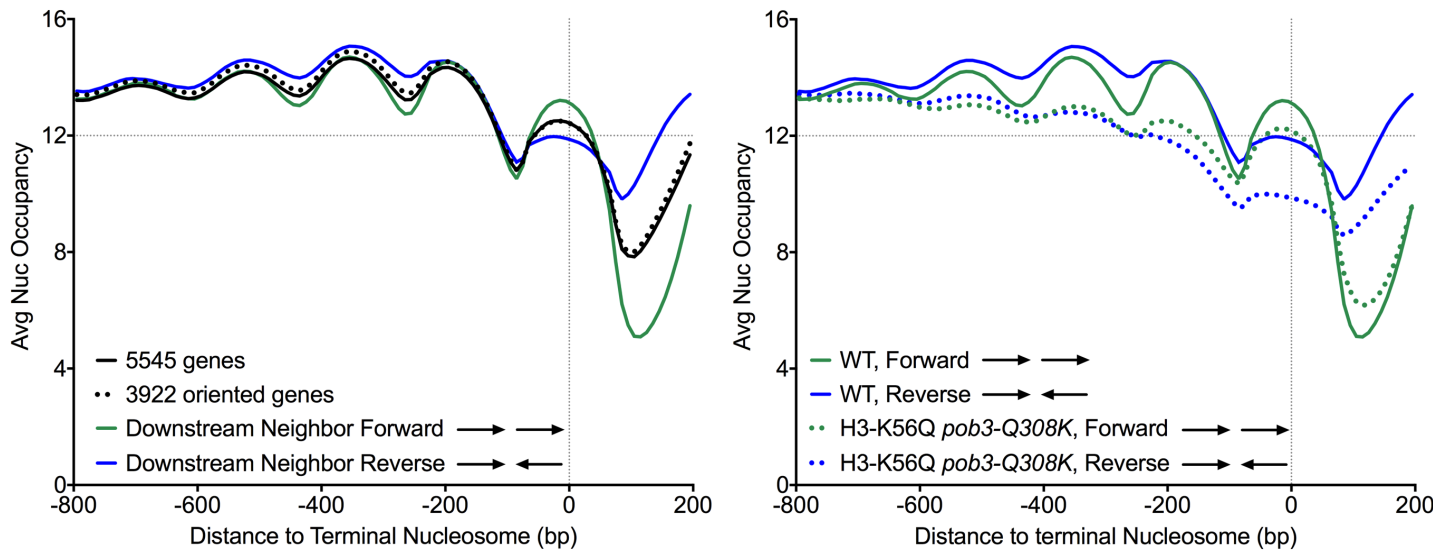 16
12
8
4
0
Avg Nuc Occupancy
5545 genes
3922 oriented genes
Downstream Neighbor Forward
Downstream Neighbor Reverse
-800
-600
-400
-200
0
200
Distance to Terminal Nucleosome (bp)
16
12
8
4
0
Avg Nuc Occupancy
WT, Forward
WT, Reverse
H3-K56Q pob3-Q308K, Forward
H3-K56Q pob3-Q308K, Reverse
-800
-600
-400
-200
0
200
Distance to terminal Nucleosome (bp)